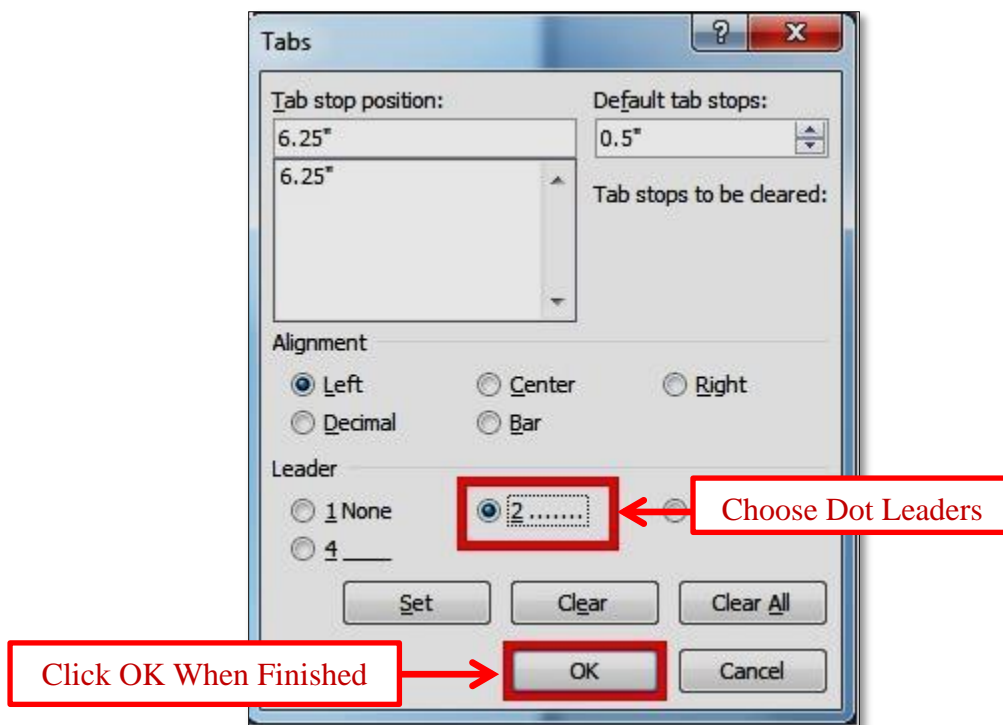 Tabs
?
Tab stop position: Default tab stops:
6.25" 0.5"
6.25"
Tab stops to be cleared:
Alignment
Left Center Right
Decimal Bar
Leader
1 None 2 ....... Choose Dot Leaders
4 ____
Set Clear Clear All
Click OK When Finished OK Cancel